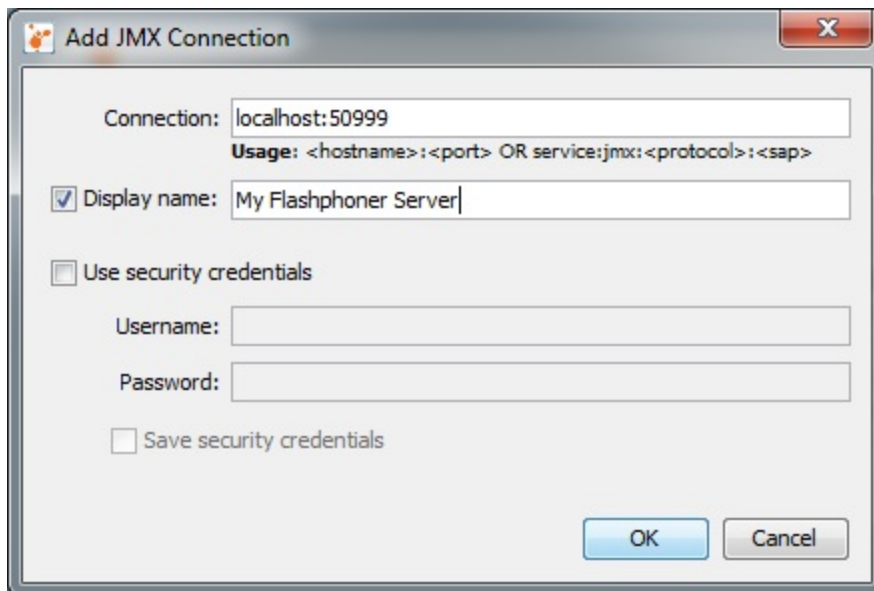 Add JMX Connection
Connection: localhost:50999
Usage: <hostname>:<port> OR service:jmx:<protocol>:<sap>
Display name: My Flashphoner Server
Use security credentials
Username:
Password:
Save security credentials
OK Cancel